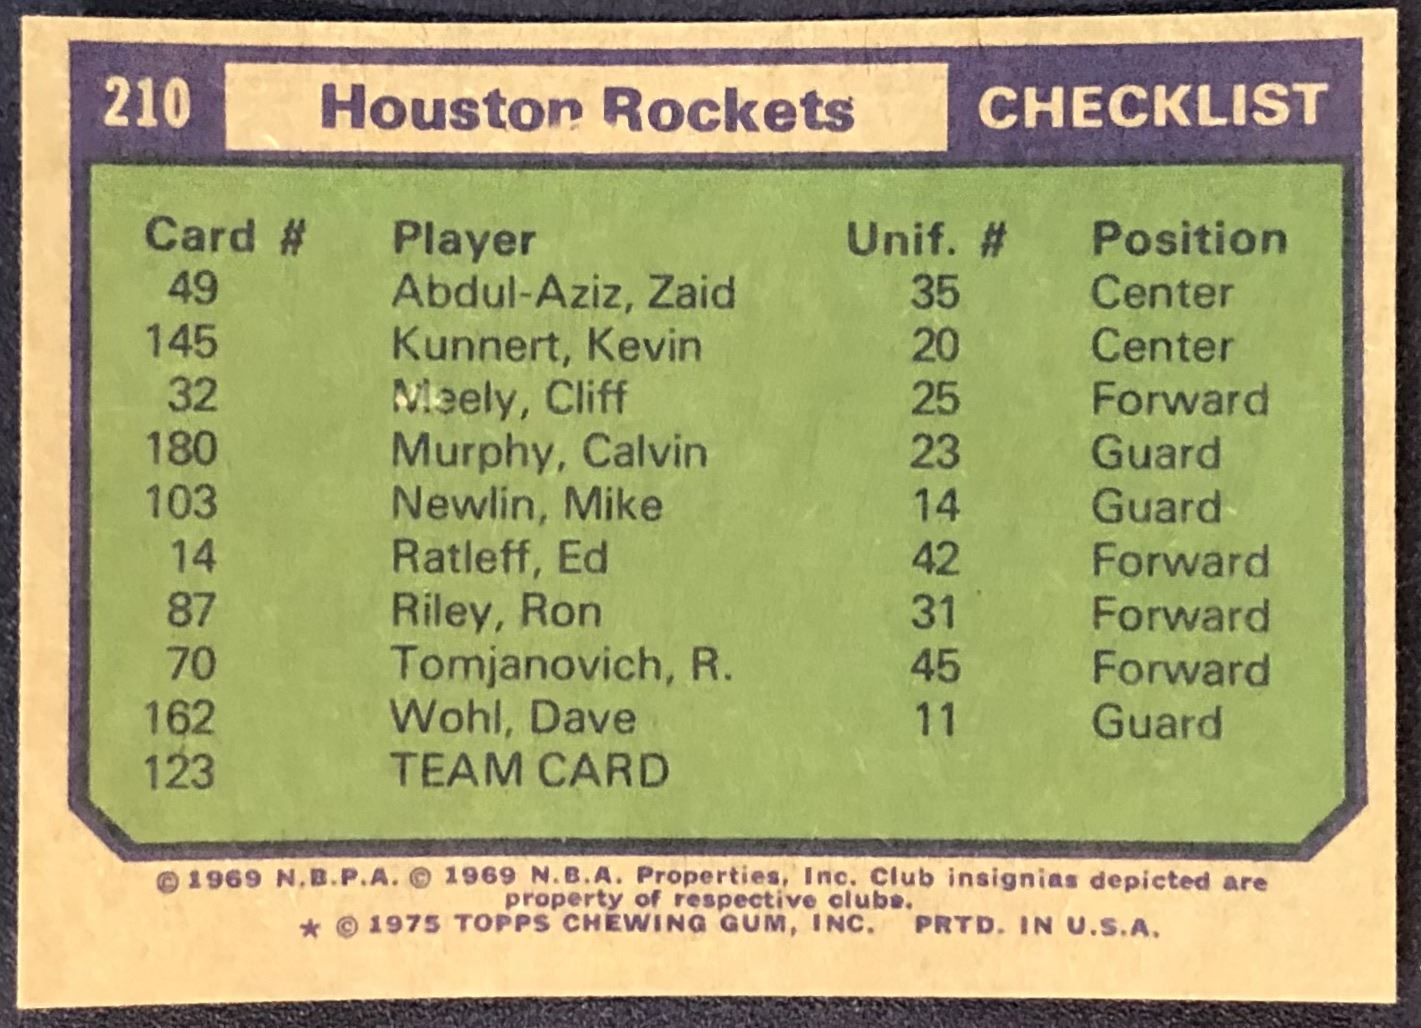 210 Houston Rockets CHECKLIST
Card # Player Unif. # Position
49 Abdul-Aziz, Zaid 35 Center
145 Kunnert, Kevin 20 Center
32 Meely, Cliff 25 Forward
180 Murphy, Calvin 23 Guard
103 Newlin, Mike 14 Guard
14 Ratleff, Ed 42 Forward
87 Riley, Ron 31 Forward
70 Tomjanovich, R. 45 Forward
162 Wohl, Dave 11 Guard
123 TEAM CARD
© 1969 N.B.P.A. © 1969 N.B.A. Properties, Inc. Club insignias depicted are
property of respective clubs.
★ © 1975 TOPPS CHEWING GUM, INC. PRTD. IN U.S.A.